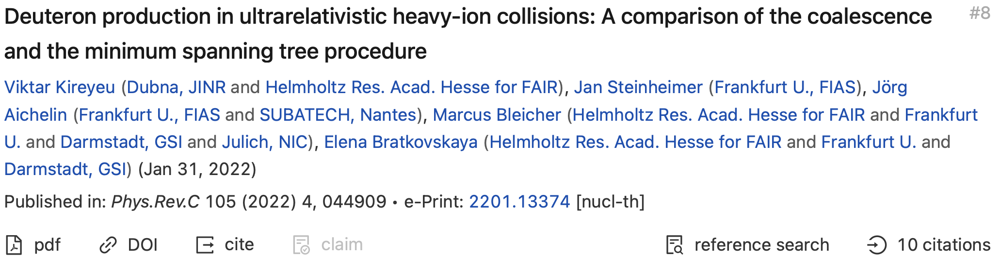 Deuteron production in ultrarelativistic heavy-ion collisions: A comparison of the coalescence #8
and the minimum spanning tree procedure
Viktar Kireyeu (Dubna, JINR and Helmholtz Res. Acad. Hesse for FAIR), Jan Steinheimer (Frankfurt U., FIAS), Jörg
Aichelin (Frankfurt U., FIAS and SUBATECH, Nantes), Marcus Bleicher (Helmholtz Res. Acad. Hesse for FAIR and Frankfurt
U. and Darmstadt, GSI and Julich, NIC), Elena Bratkovskaya (Helmholtz Res. Acad. Hesse for FAIR and Frankfurt U. and
Darmstadt, GSI) (Jan 31, 2022)
Published in: Phys.Rev.C 105 (2022) 4, 044909 • e-Print: 2201.13374 [nucl-th]
pdf DOI cite claim reference search 10 citations